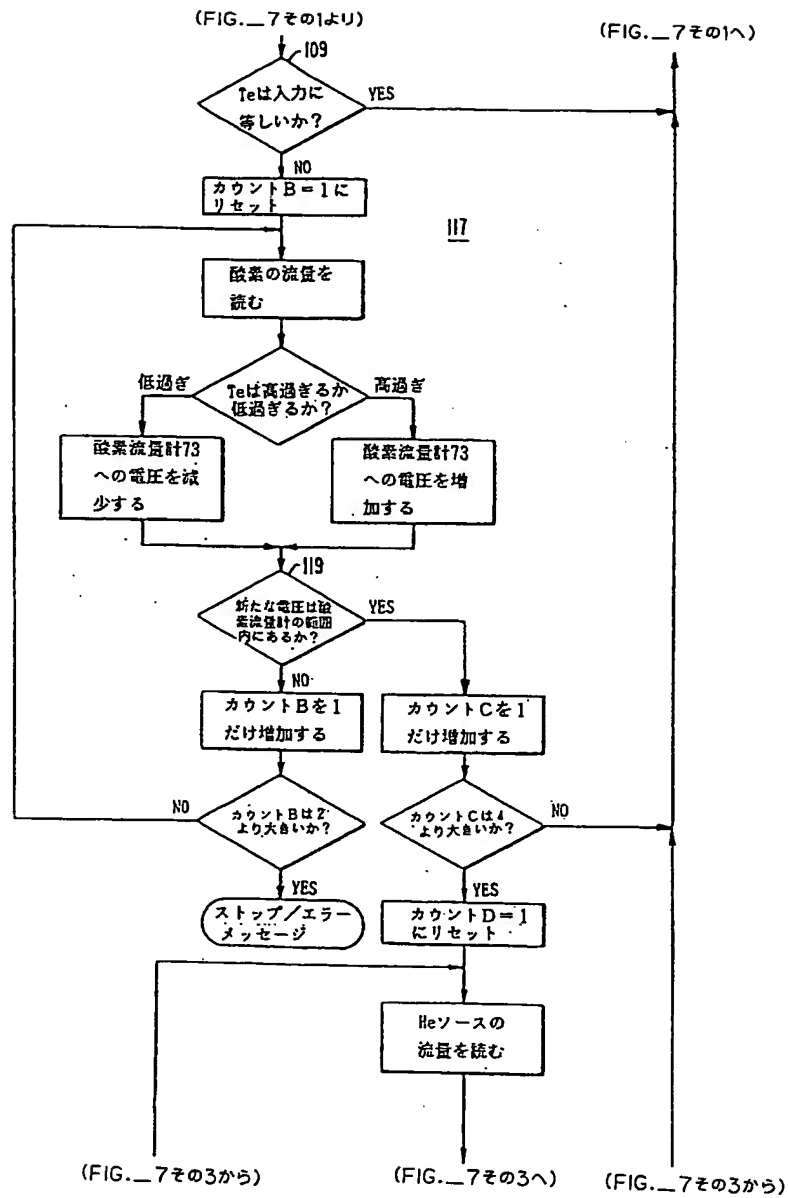 (FIG.__7その1より)
(FIG.__7その1へ)
109
Teは入力に
等しいか?
YES
NO
カウントB=1に
リセット
117
酸素の流量を
読む
低過ぎ
Teは高過ぎるか
低過ぎるか?
高過ぎ
酸素流量計73
への電圧を減
少する
酸素流量計73
への電圧を増
加する
119
新たな電圧は酸
素流量計の範囲
内にあるか?
YES
NO
カウントBを1
だけ増加する
カウントCを1
だけ増加する
NO
カウントBは2
より大きいか?
カウントCは4
より大きいか?
NO
YES
YES
ストップ/エラー
メッセージ
カウントD=1
にリセット
Heソースの
流量を読む
(FIG.__7その3から)
(FIG.__7その3へ)
(FIG.__7その3から)